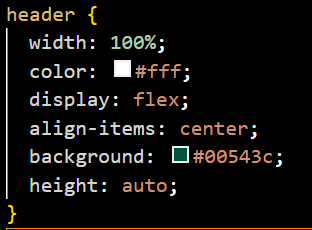 header {
width: 100%;
color: #fff;
display: flex;
align-items: center;
background: #00543c;
height: auto;
}